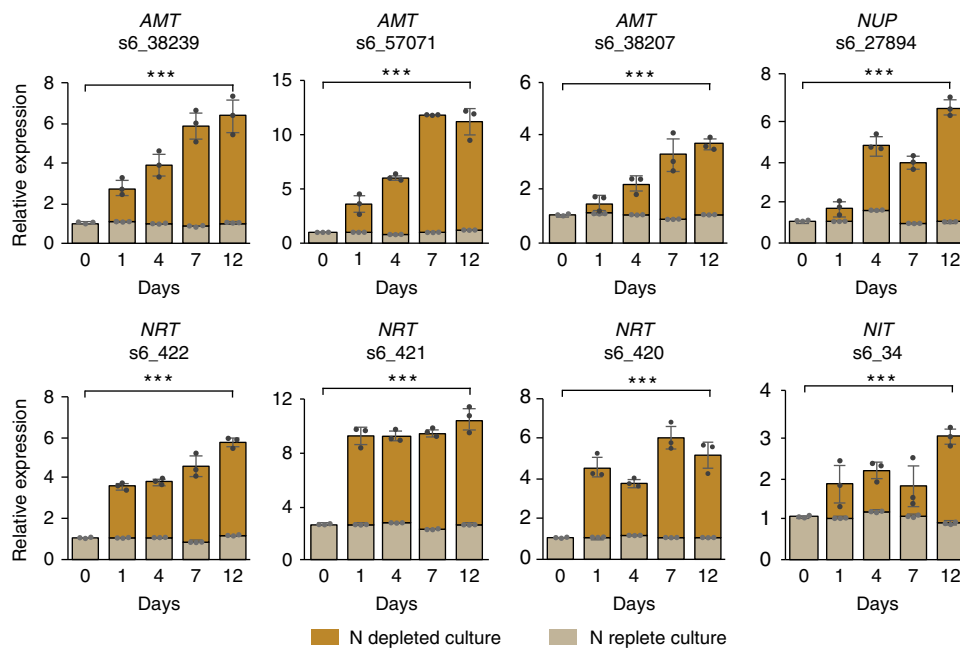 AMT
s6_38239
AMT
s6_57071
AMT
s6_38207
NUP
s6_27894
Relative expression
8
6
4
2
0
***
0 1 4 7 12
Days
15
10
5
0
***
0 1 4 7 12
Days
6
4
2
0
***
0 1 4 7 12
Days
8
6
4
2
0
***
0 1 4 7 12
Days
NRT
s6_422
NRT
s6_421
NRT
s6_420
NIT
s6_34
Relative expression
8
6
4
2
0
***
0 1 4 7 12
Days
12
9
6
3
0
***
0 1 4 7 12
Days
8
6
4
2
0
***
0 1 4 7 12
Days
4
3
2
1
0
***
0 1 4 7 12
Days
N depleted culture
N replete culture